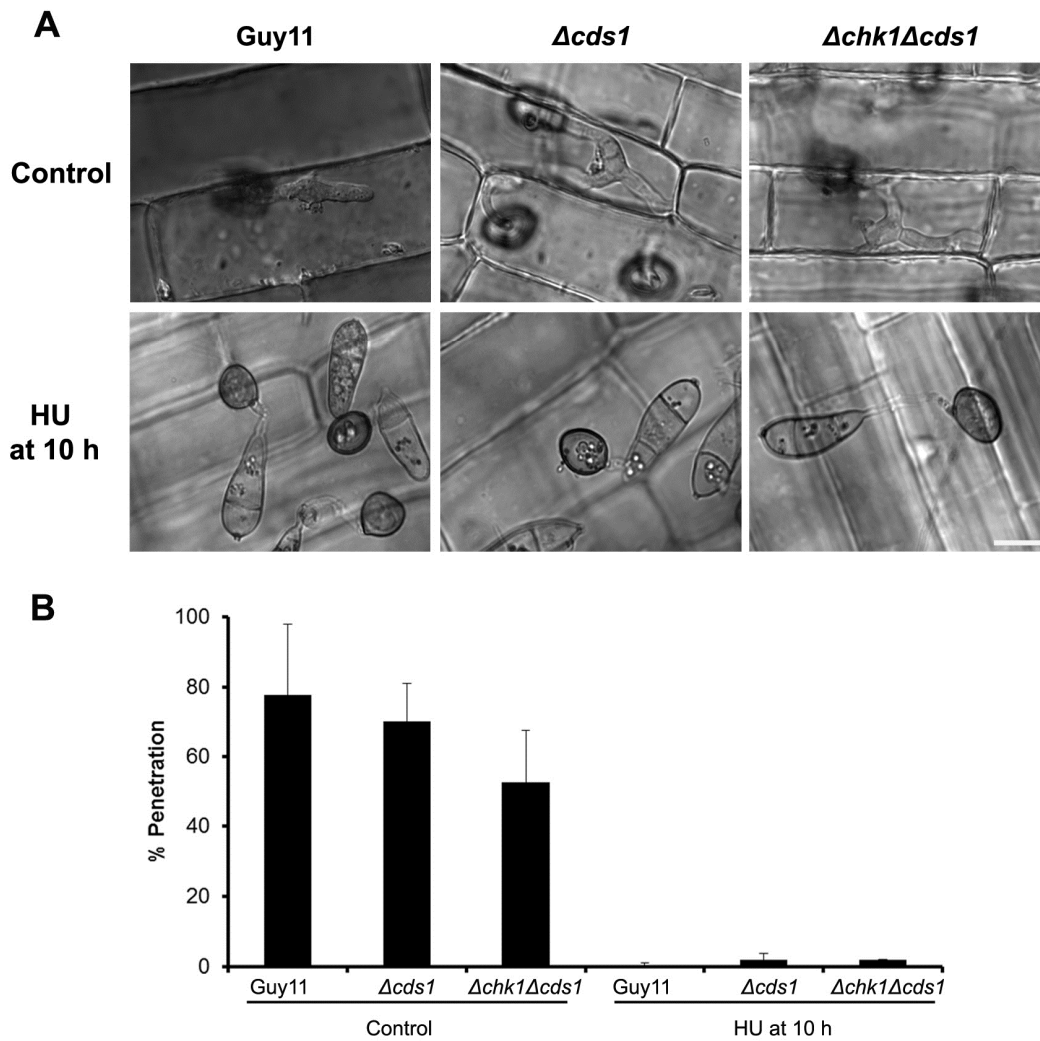 A
Guy11 Δcds1 Δchk1Δcds1
Control
HU
at 10 h
B
% Penetration
100
80
60
40
20
0
Guy11 Δcds1 Δchk1Δcds1 Guy11 Δcds1 Δchk1Δcds1
Control HU at 10 h